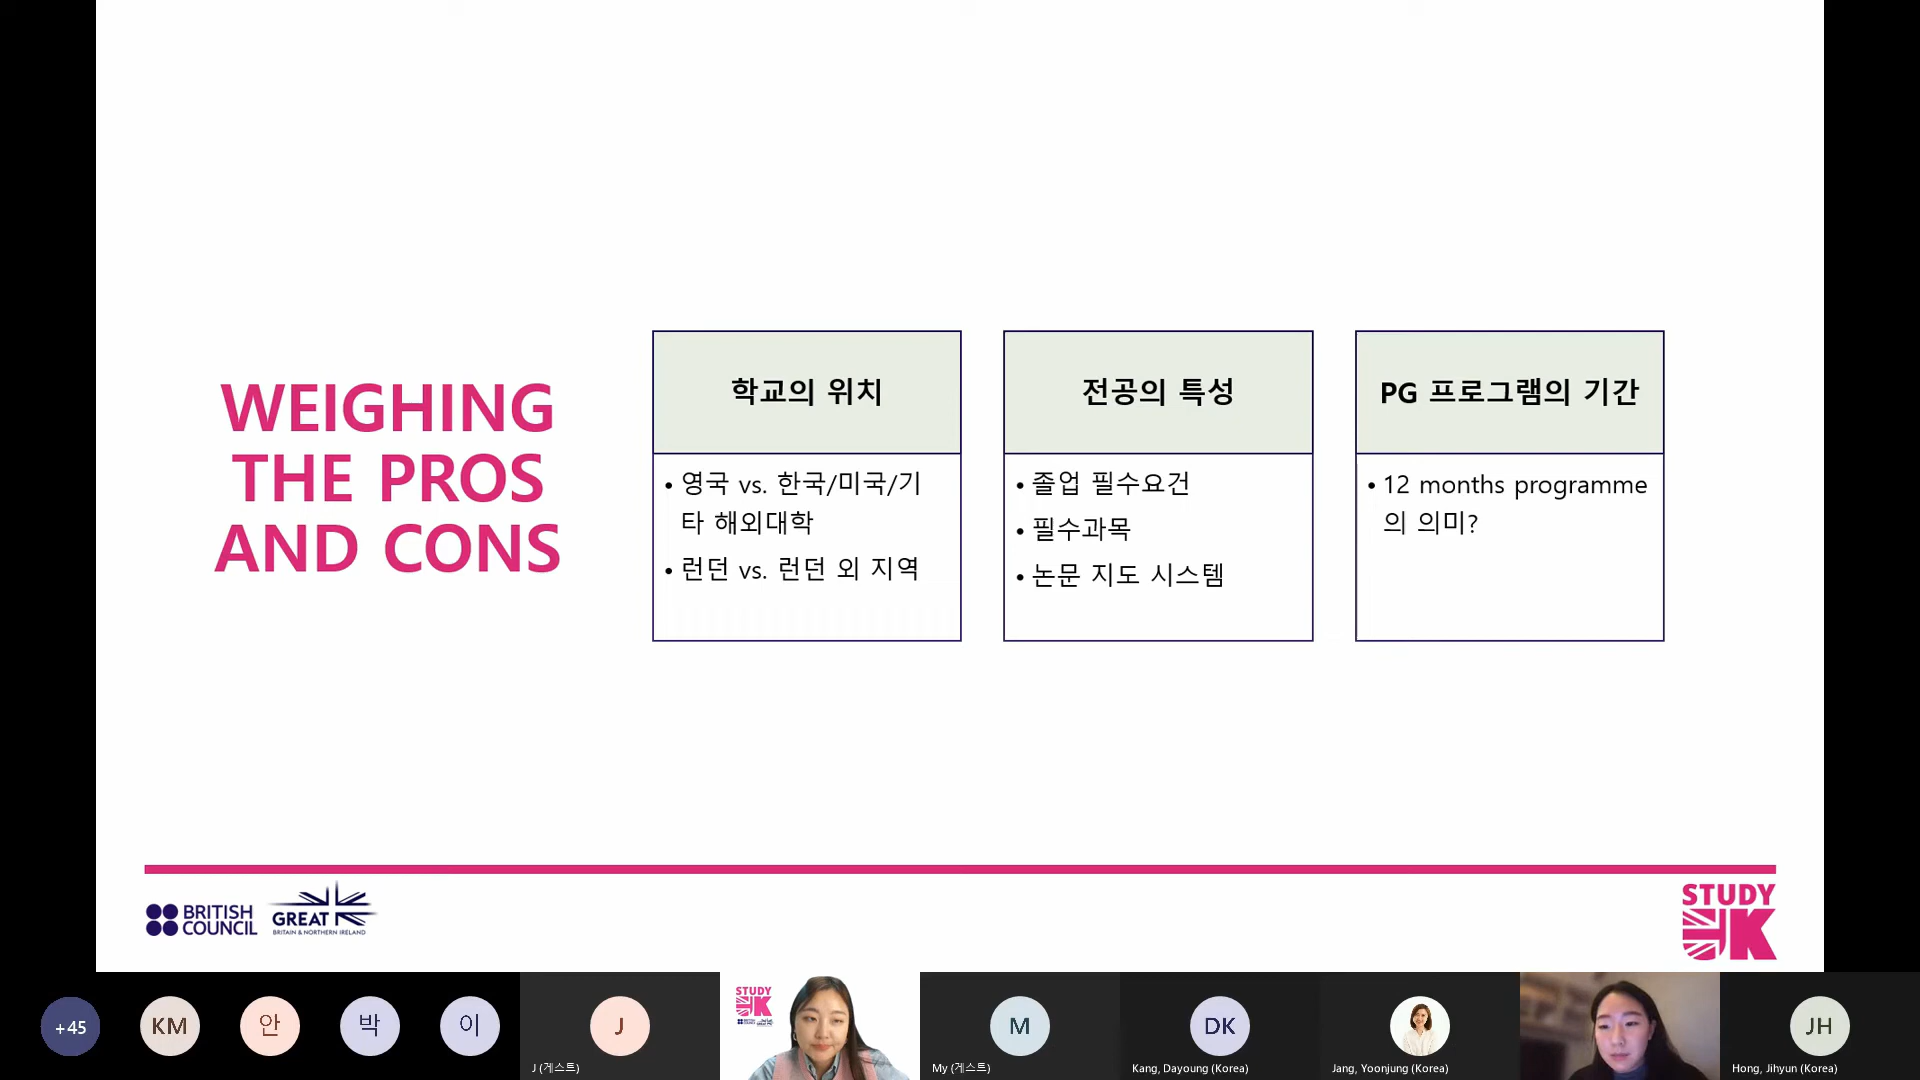 WEIGHING
THE PROS
AND CONS
학교의 위치
• 영국 vs. 한국/미국/기
타 해외대학
• 런던 vs. 런던 외 지역
전공의 특성
• 졸업 필수요건
• 필수과목
• 논문 지도 시스템
PG 프로그램의 기간
• 12 months programme
의 의미?
BRITISH
COUNCIL
GREAT
BRITAIN & NORTHERN IRELAND
STUDY
UK
+45
KM
안
박
이
J
J (게스트)
STUDY
UK
M
My (게스트)
DK
Kang, Dayoung (Korea)
Jang, Yoonjung (Korea)
JH
Hong, Jihyun (Korea)